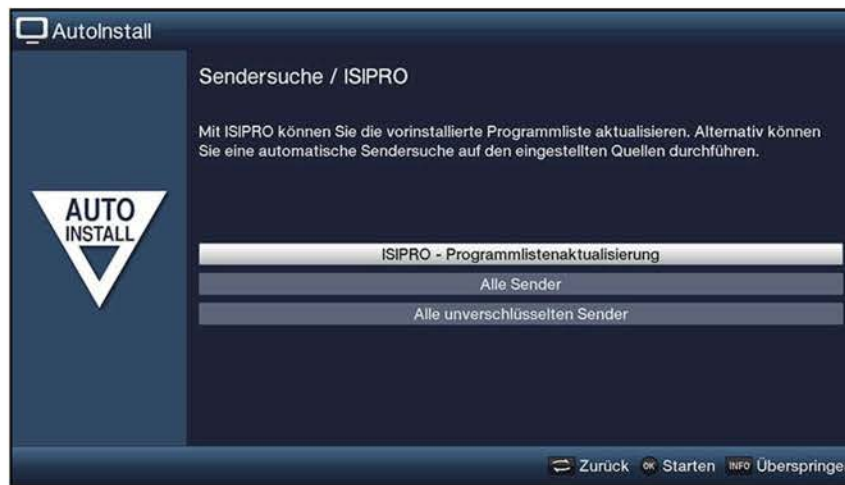 AutoInstall
Sendersuche / ISIPRO
Mit ISIPRO können Sie die vorinstallierte Programmliste aktualisieren. Alternativ können
Sie eine automatische Sendersuche auf den eingestellten Quellen durchführen.
AUTO
INSTALL
ISIPRO - Programmlistenaktualisierung
Alle Sender
Alle unverschlüsselten Sender
Zurück OK Starten INFO Überspringe